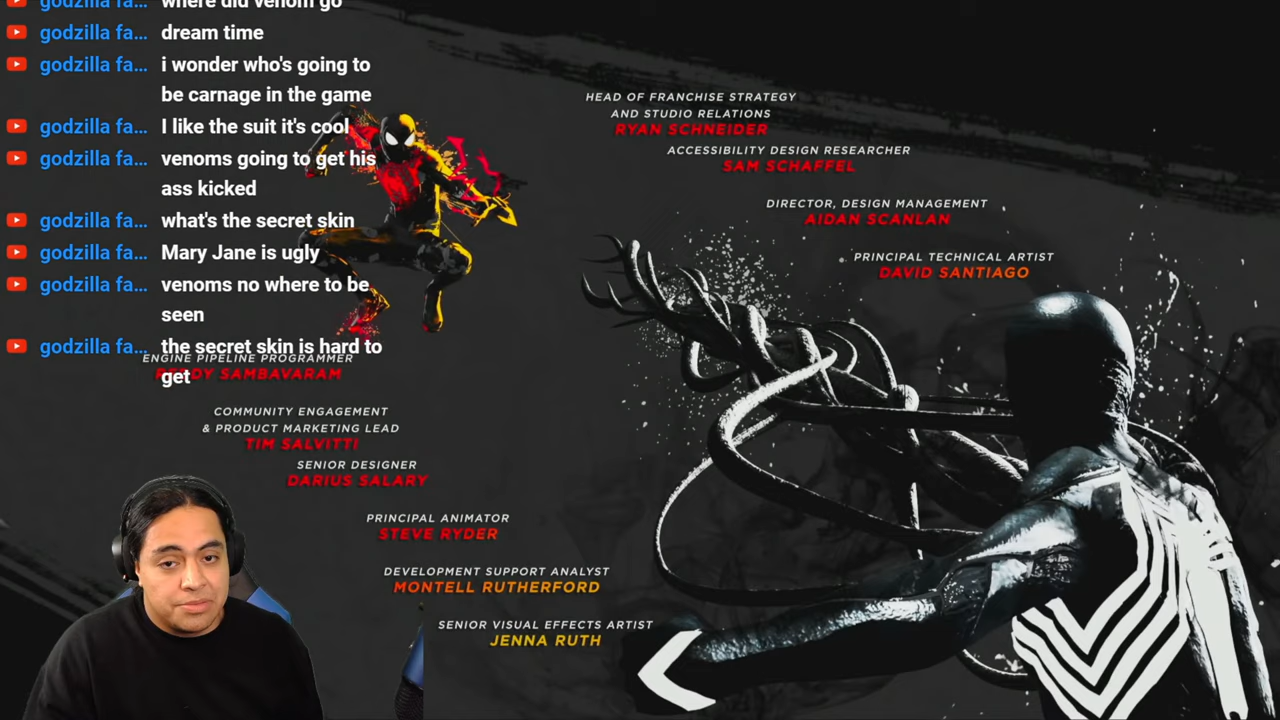 godzilla fa... where did venom go
godzilla fa... dream time
godzilla fa... i wonder who's going to
be carnage in the game
godzilla fa... I like the suit it's cool
godzilla fa... venoms going to get his
ass kicked
godzilla fa... what's the secret skin
godzilla fa... Mary Jane is ugly
godzilla fa... venoms no where to be
seen
godzilla fa... the secret skin is hard to
get
HEAD OF FRANCHISE STRATEGY
AND STUDIO RELATIONS
RYAN SCHNEIDER
ACCESSIBILITY DESIGN RESEARCHER
SAM SCHAFFEL
DIRECTOR, DESIGN MANAGEMENT
AIDAN SCANLAN
PRINCIPAL TECHNICAL ARTIST
DAVID SANTIAGO
ENGINE PIPELINE PROGRAMMER
SAMBAVARAM
COMMUNITY ENGAGEMENT
& PRODUCT MARKETING LEAD
TIM SALVITTI
SENIOR DESIGNER
DARIUS SALARY
PRINCIPAL ANIMATOR
STEVE RYDER
DEVELOPMENT SUPPORT ANALYST
MONTELL RUTHERFORD
SENIOR VISUAL EFFECTS ARTIST
JENNA RUTH